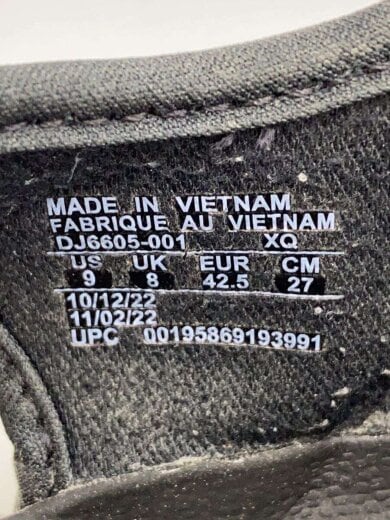 MADE IN VIETNAM
FABRIQUE AU VIETNAM
DJ6605-001 XQ
US UK EUR CM
9 8 42.5 27
10/12/22
11/02/22
UPC 00195869193991